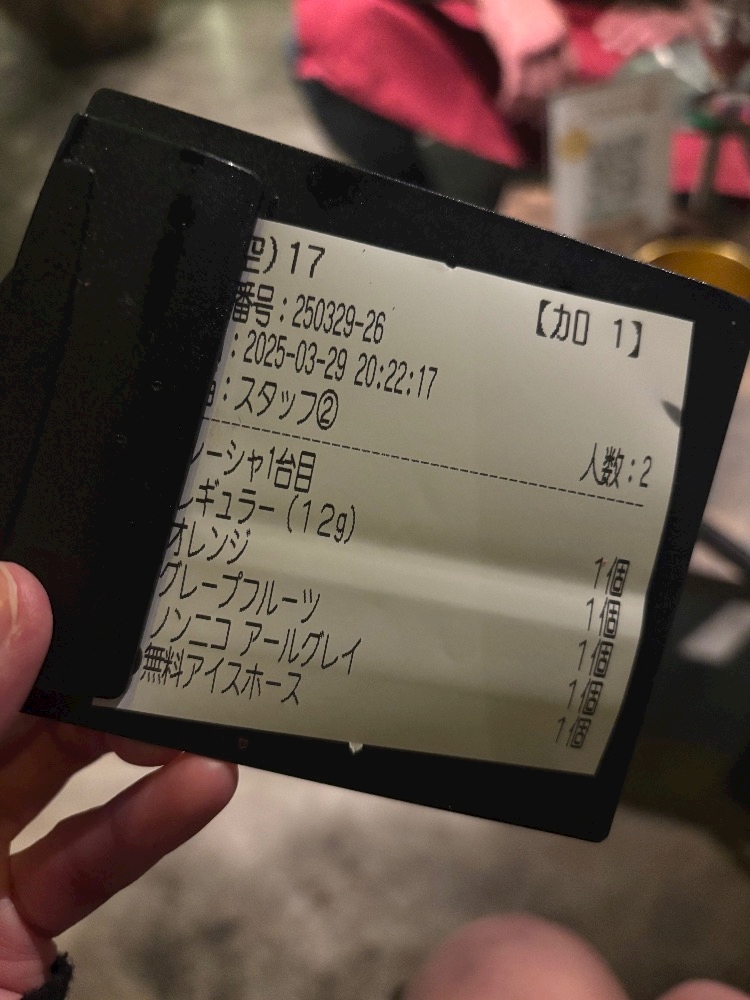 )17
【加 1】
番号:250329-26
:2025-03-29 20:22:17
:スタッフ②
人数:2
ーシャ1台目
レギュラー(12g) 1個
オレンジ 1個
グレープフルーツ 1個
ノンニコ アールグレイ 1個
無料アイスホース 1個